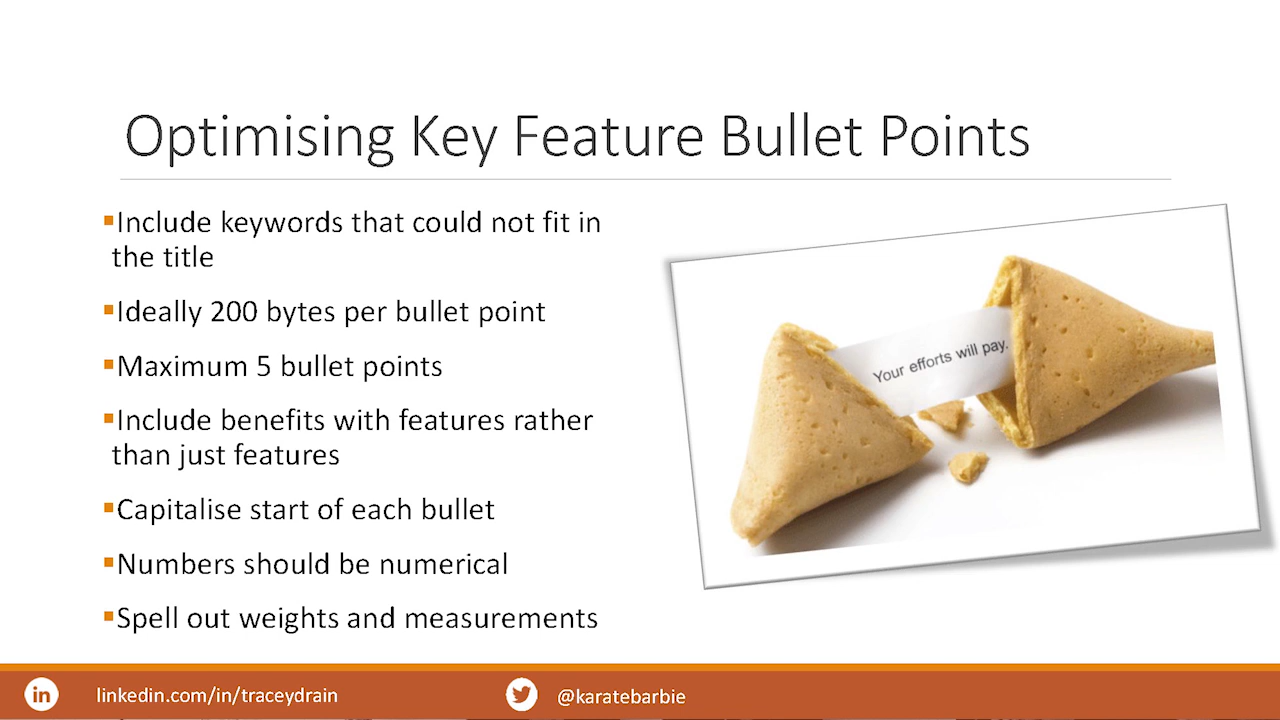 Optimising Key Feature Bullet Points
▪Include keywords that could not fit in
the title
▪Ideally 200 bytes per bullet point
▪Maximum 5 bullet points
▪Include benefits with features rather
than just features
▪Capitalise start of each bullet
▪Numbers should be numerical
▪Spell out weights and measurements
Your efforts will pay.
in
linkedin.com/in/traceydrain
@karatebarbie